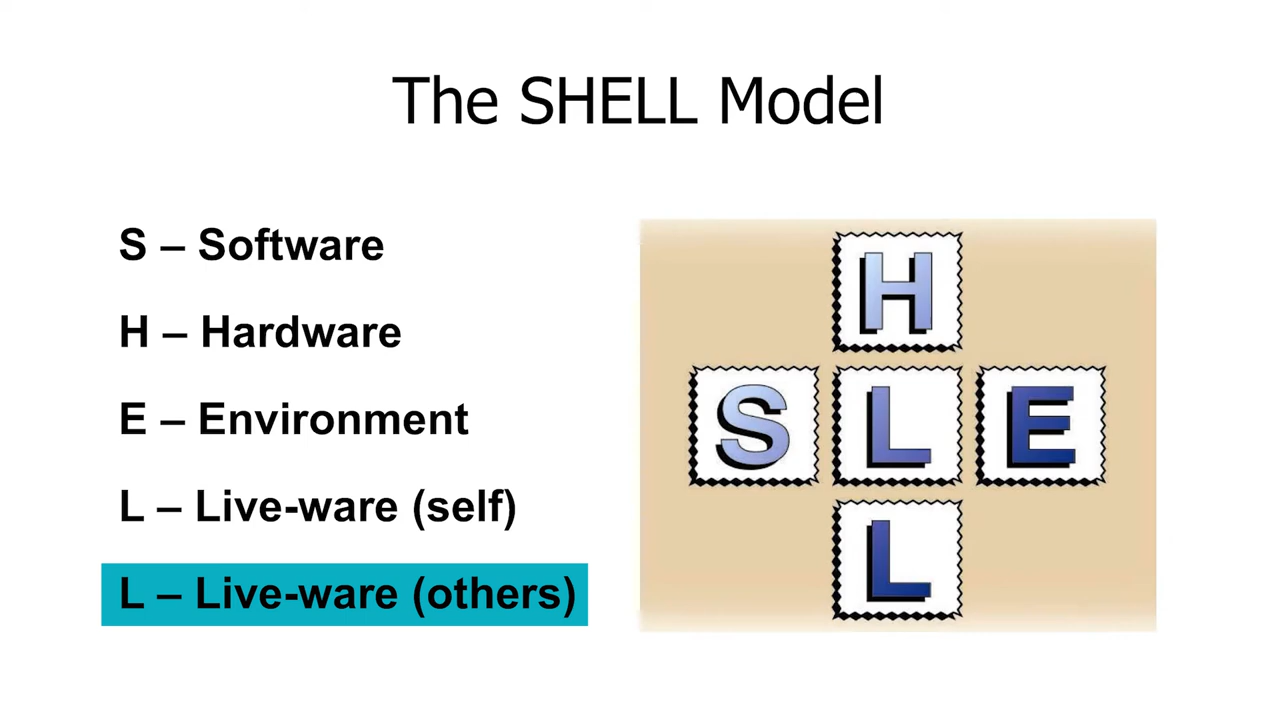 The SHELL Model
S – Software
H – Hardware
E – Environment
L – Live-ware (self)
L – Live-ware (others)
H
S L E
L